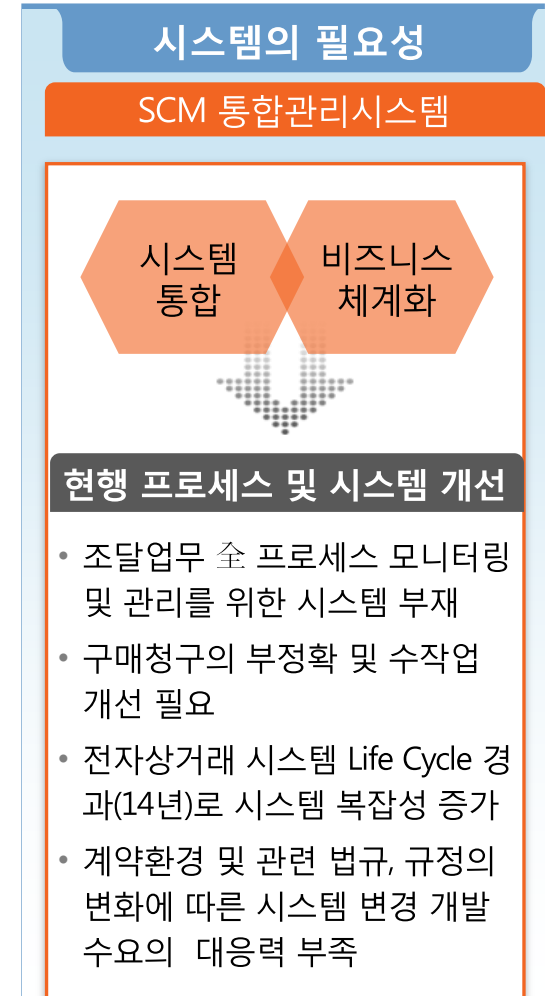 시스템의 필요성
SCM 통합관리시스템
시스템
통합
비즈니스
체계화
현행 프로세스 및 시스템 개선
• 조달업무 全 프로세스 모니터링
및 관리를 위한 시스템 부재
• 구매청구의 부정확 및 수작업
개선 필요
• 전자상거래 시스템 Life Cycle 경
과(14년)로 시스템 복잡성 증가
• 계약환경 및 관련 법규, 규정의
변화에 따른 시스템 변경 개발
수요의 대응력 부족